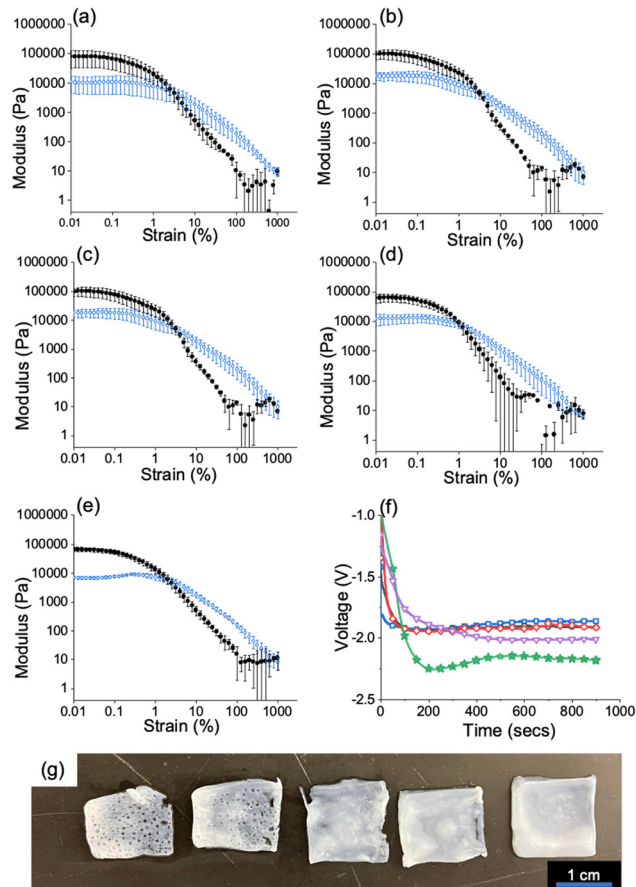 (a)
Modulus (Pa)
1000000
100000
10000
1000
100
10
1
0.01 0.1 1 10 100 1000
Strain (%)
(b)
Modulus (Pa)
1000000
100000
10000
1000
100
10
1
0.01 0.1 1 10 100 1000
Strain (%)
(c)
Modulus (Pa)
1000000
100000
10000
1000
100
10
1
0.01 0.1 1 10 100 1000
Strain (%)
(d)
Modulus (Pa)
1000000
100000
10000
1000
100
10
1
0.01 0.1 1 10 100 1000
Strain (%)
(e)
Modulus (Pa)
1000000
100000
10000
1000
100
10
1
0.01 0.1 1 10 100 1000
Strain (%)
(f)
Voltage (V)
-1.0
-1.5
-2.0
-2.5
0 200 400 600 800 1000
Time (secs)
(g)
1 cm